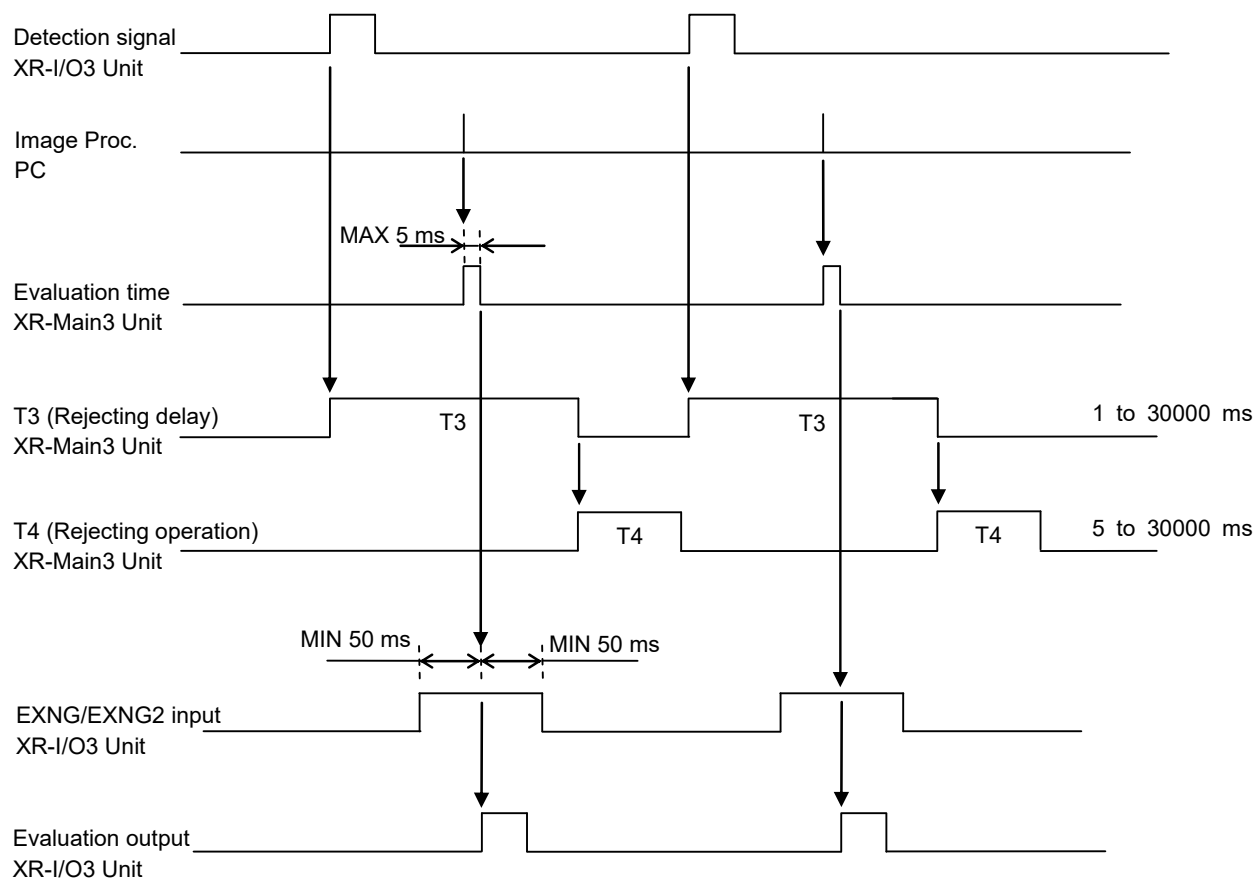 Detection signal
XR-I/O3 Unit
Image Proc.
PC
MAX 5 ms
Evaluation time
XR-Main3 Unit
T3 (Rejecting delay)
XR-Main3 Unit
T3
T3
1 to 30000 ms
T4 (Rejecting operation)
XR-Main3 Unit
T4
T4
5 to 30000 ms
MIN 50 ms
MIN 50 ms
EXNG/EXNG2 input
XR-I/O3 Unit
Evaluation output
XR-I/O3 Unit